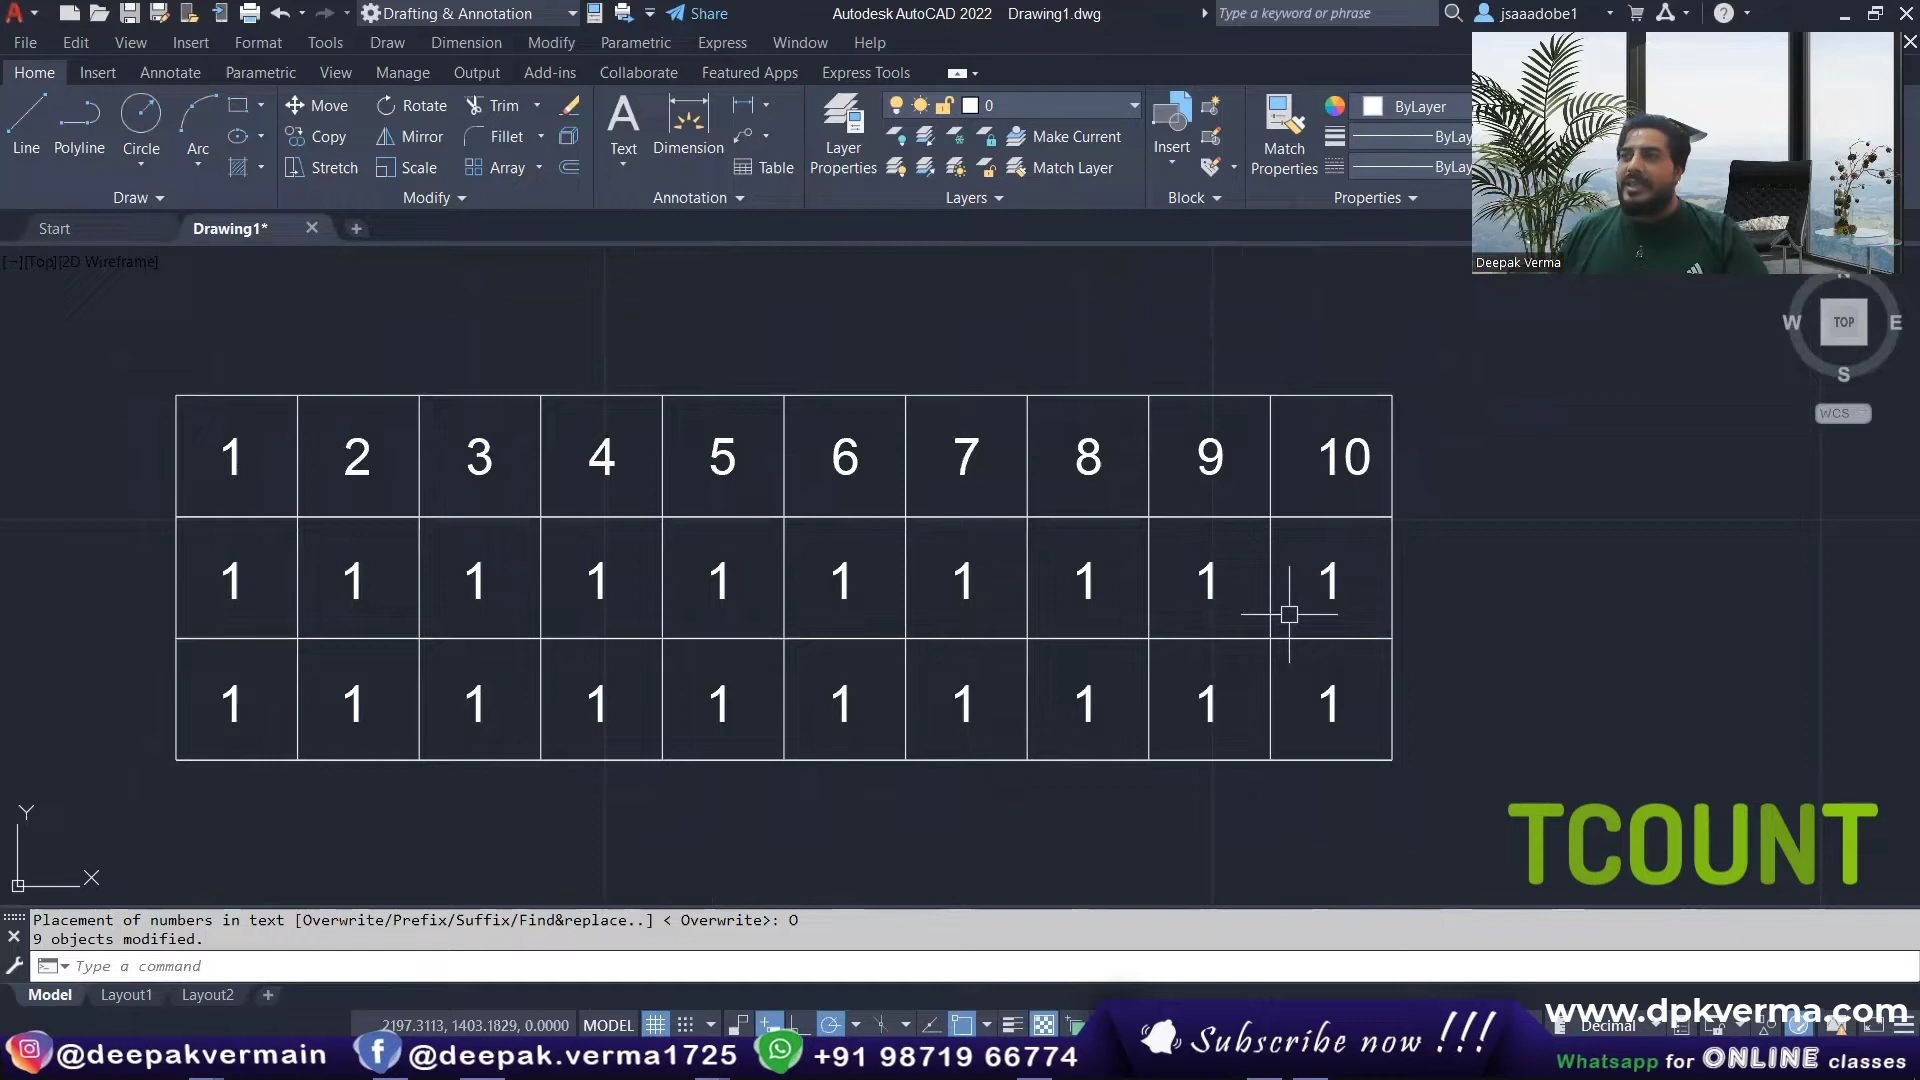 Drafting & Annotation
Share
Autodesk AutoCAD 2022 Drawing1.dwg
Type a keyword or phrase
jsaaadobe1
File Edit View Insert Format Tools Draw Dimension Modify Parametric Express Window Help
Home Insert Annotate Parametric View Manage Output Add-ins Collaborate Featured Apps Express Tools
Line Polyline Circle Arc
Move Rotate Trim
Copy Mirror Fillet
Stretch Scale Array
Text Dimension Table
Layer Properties
0
Make Current
Match Layer
Insert
Match Properties
ByLayer
Draw Modify Annotation Layers Block Properties
Deepak Verma
Start Drawing1*
[−][Top][2D Wireframe]
W TOP E
S
WCS
1 2 3 4 5 6 7 8 9 10
1 1 1 1 1 1 1 1 1 1
1 1 1 1 1 1 1 1 1 1
Y
X
TCOUNT
Placement of numbers in text [Overwrite/Prefix/Suffix/Find&replace..] < Overwrite>: O
9 objects modified.
Type a command
Model Layout1 Layout2
2197.3113, 1403.1829, 0.0000 MODEL
Decimal
www.dpkverma.com
@deepakvermain @deepak.verma1725 +91 98719 66774
Subscribe now !!!
Whatsapp for ONLINE classes